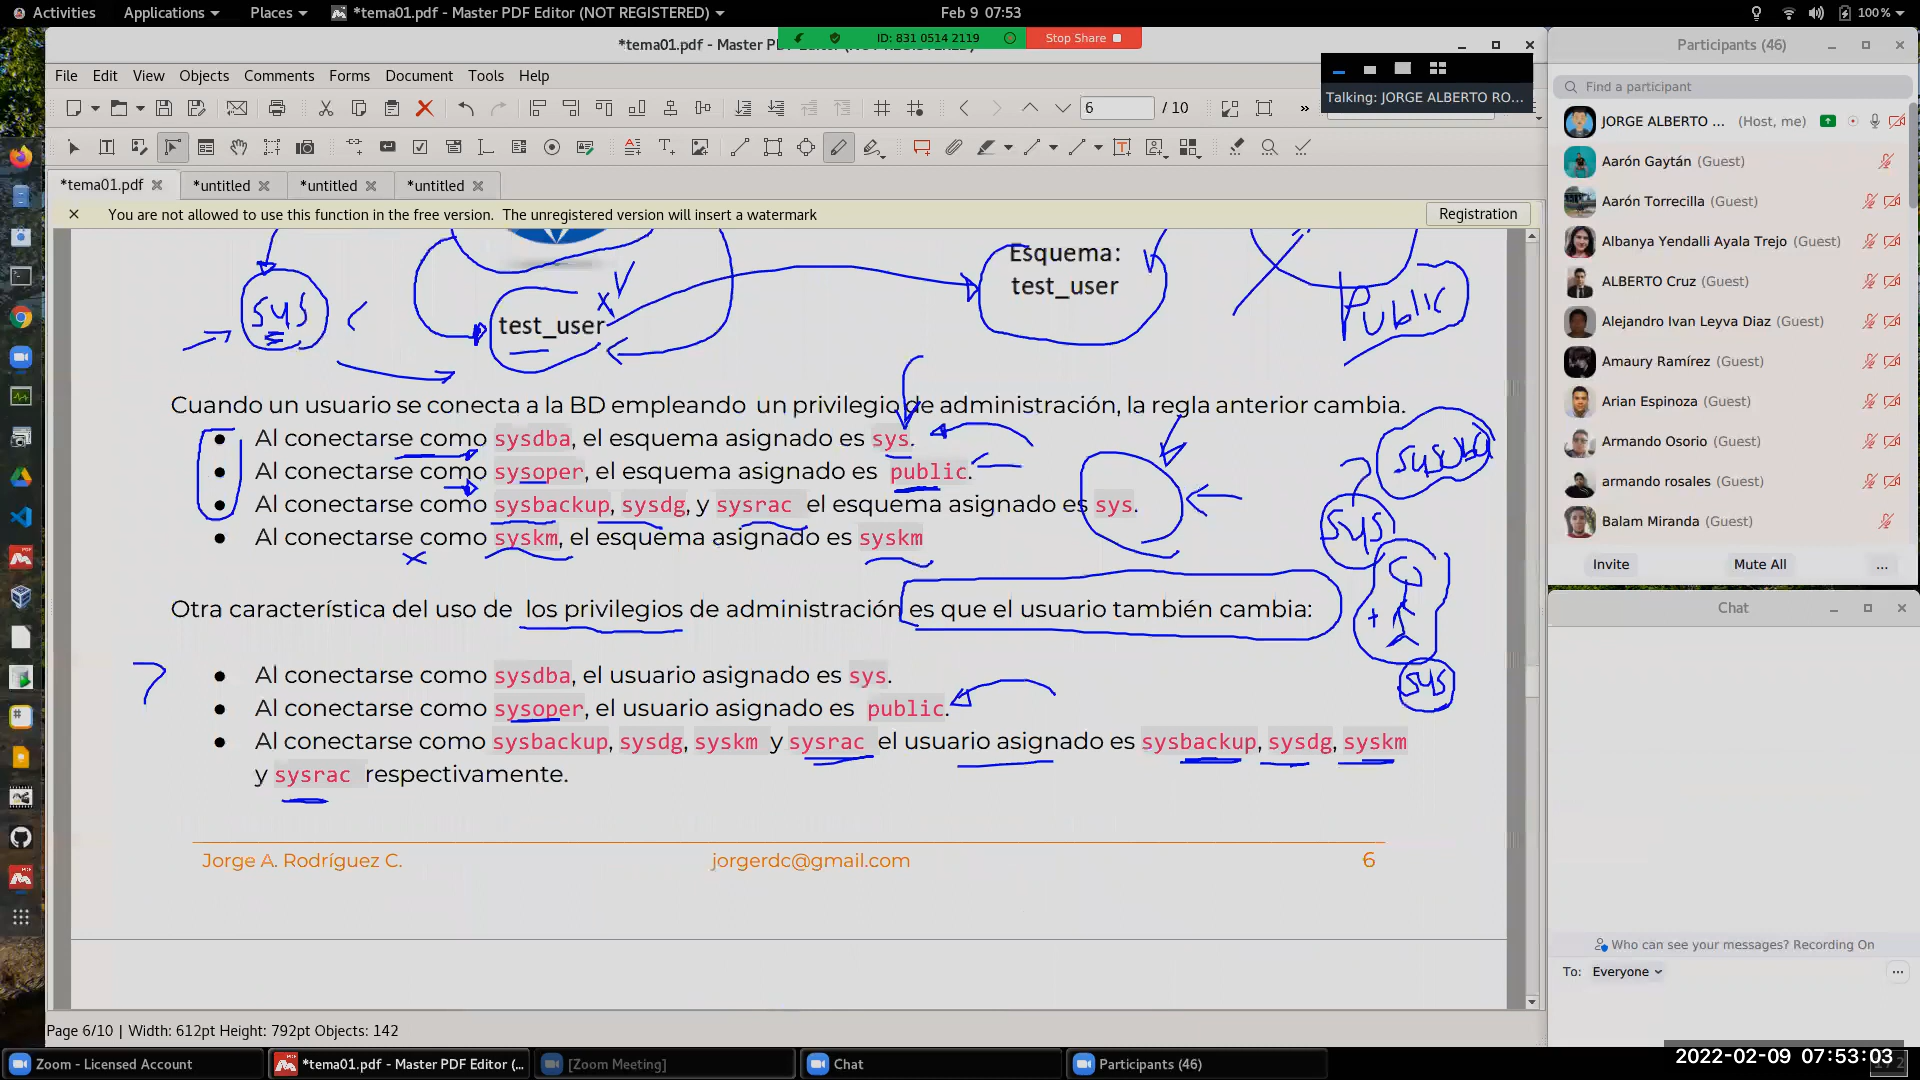 Activities Applications Places *tema01.pdf - Master PDF Editor (NOT REGISTERED) Feb 9 07:53 100%
*tema01.pdf - Master P
ID: 831 0514 2119 Stop Share
Participants (46)
File Edit View Objects Comments Forms Document Tools Help
Talking: JORGE ALBERTO RO...
6 / 10
*tema01.pdf *untitled *untitled *untitled
You are not allowed to use this function in the free version. The unregistered version will insert a watermark
Registration
Esquema:
test_user
sys
test_user
Public
Cuando un usuario se conecta a la BD empleando un privilegio de administración, la regla anterior cambia.
● Al conectarse como sysdba, el esquema asignado es sys.
● Al conectarse como sysoper, el esquema asignado es public.
● Al conectarse como sysbackup, sysdg, y sysrac el esquema asignado es sys.
● Al conectarse como syskm, el esquema asignado es syskm
sysdba
sys
Otra característica del uso de los privilegios de administración es que el usuario también cambia:
+
sys
● Al conectarse como sysdba, el usuario asignado es sys.
● Al conectarse como sysoper, el usuario asignado es public.
● Al conectarse como sysbackup, sysdg, syskm y sysrac el usuario asignado es sysbackup, sysdg, syskm
y sysrac respectivamente.
Jorge A. Rodríguez C. jorgerdc@gmail.com 6
Page 6/10 | Width: 612pt Height: 792pt Objects: 142
Find a participant
JORGE ALBERTO ... (Host, me)
Aarón Gaytán (Guest)
Aarón Torrecilla (Guest)
Albanya Yendalli Ayala Trejo (Guest)
ALBERTO Cruz (Guest)
Alejandro Ivan Leyva Diaz (Guest)
Amaury Ramírez (Guest)
Arian Espinoza (Guest)
Armando Osorio (Guest)
armando rosales (Guest)
Balam Miranda (Guest)
Invite Mute All ...
Chat
Who can see your messages? Recording On
To: Everyone
Zoom - Licensed Account *tema01.pdf - Master PDF Editor (... [Zoom Meeting] Chat Participants (46)
2022-02-09 07:53:03